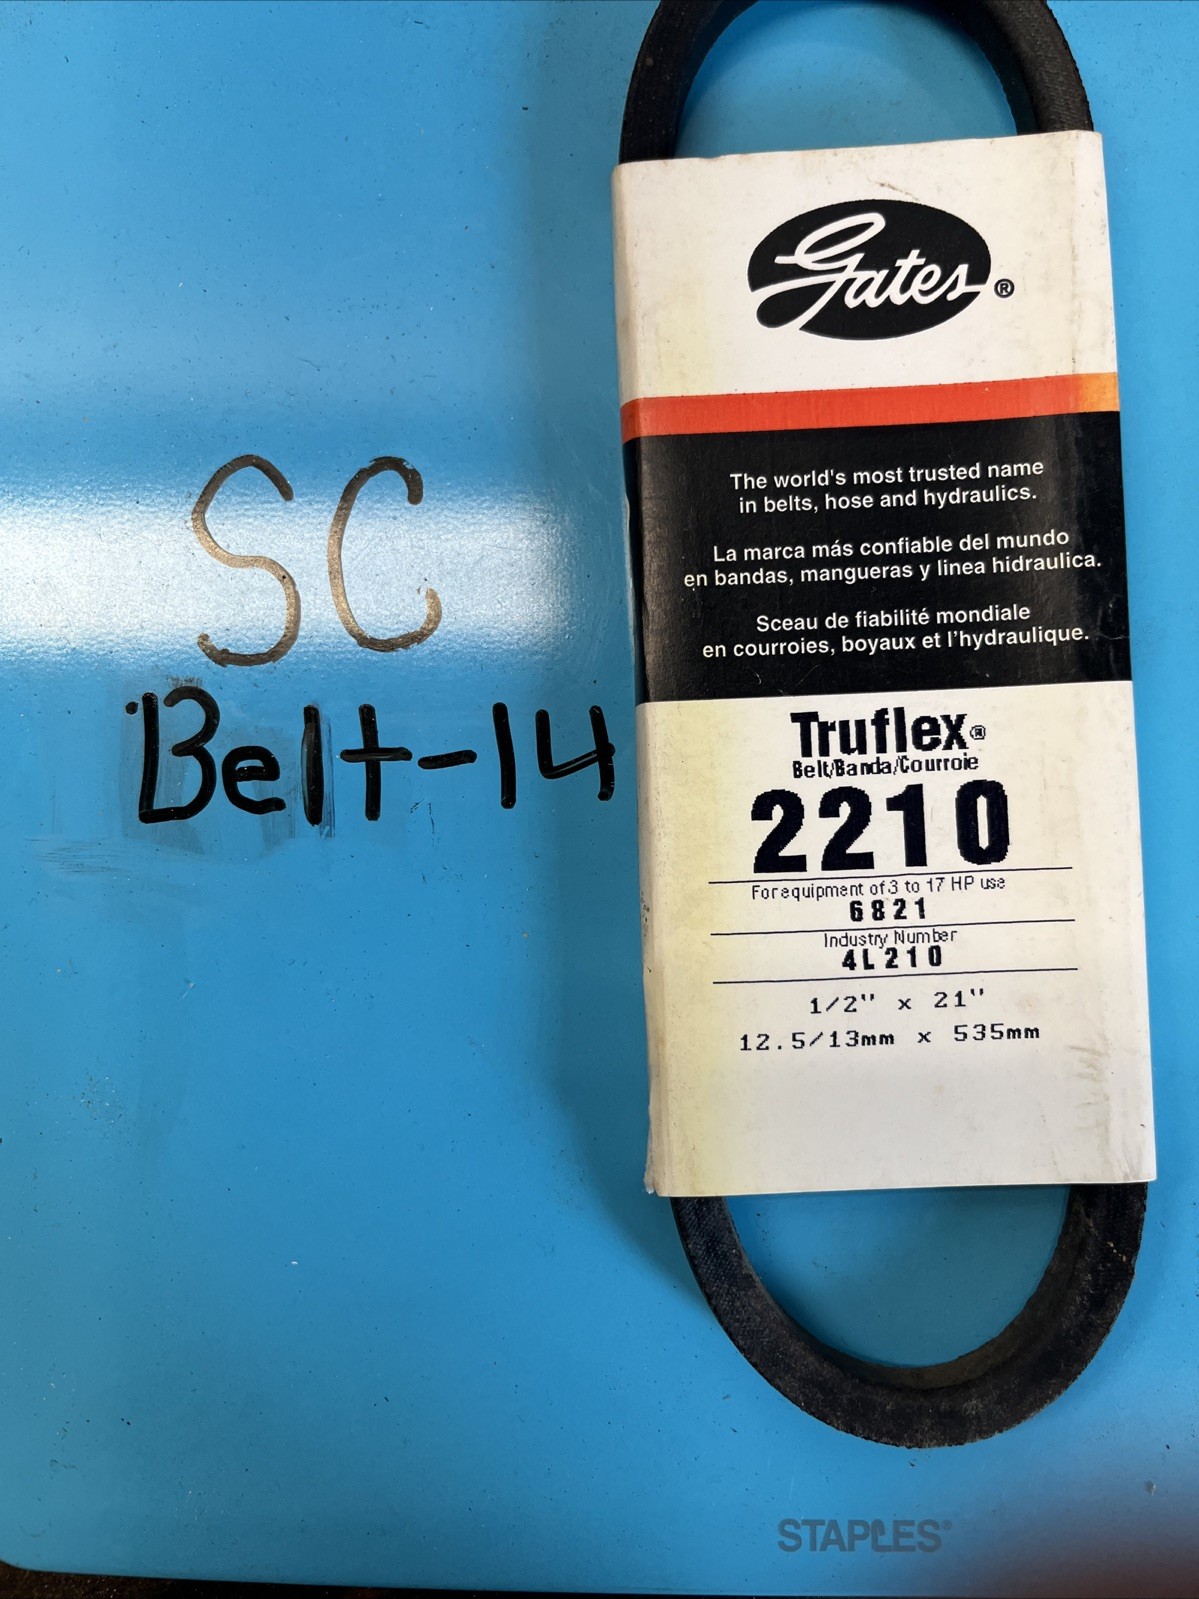 SC
Belt-14
Gates®
The world's most trusted name
in belts, hose and hydraulics.
La marca más confiable del mundo
en bandas, mangueras y linea hidraulica.
Sceau de fiabilité mondiale
en courroies, boyaux et l'hydraulique.
Truflex®
Belt/Banda/Courroie
2210
For equipment of 3 to 17 HP use
6821
Industry Number
4L210
1/2" x 21"
12.5/13mm x 535mm
STAPLES®